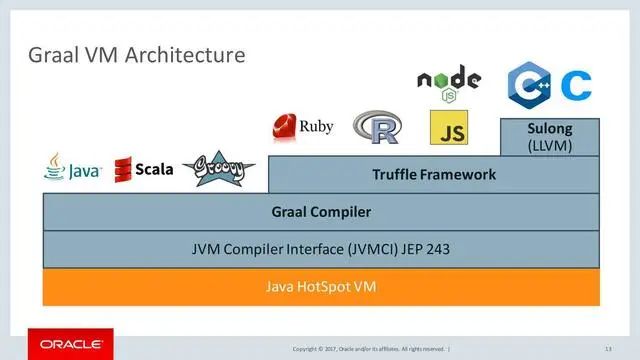 Graal VM Architecture
node
JS
C++
C
Ruby
R
JS
Sulong
(LLVM)
Java
Scala
Groovy
Truffle Framework
Graal Compiler
JVM Compiler Interface (JVMCI) JEP 243
Java HotSpot VM
ORACLE
Copyright © 2017, Oracle and/or its affiliates. All rights reserved. |
13